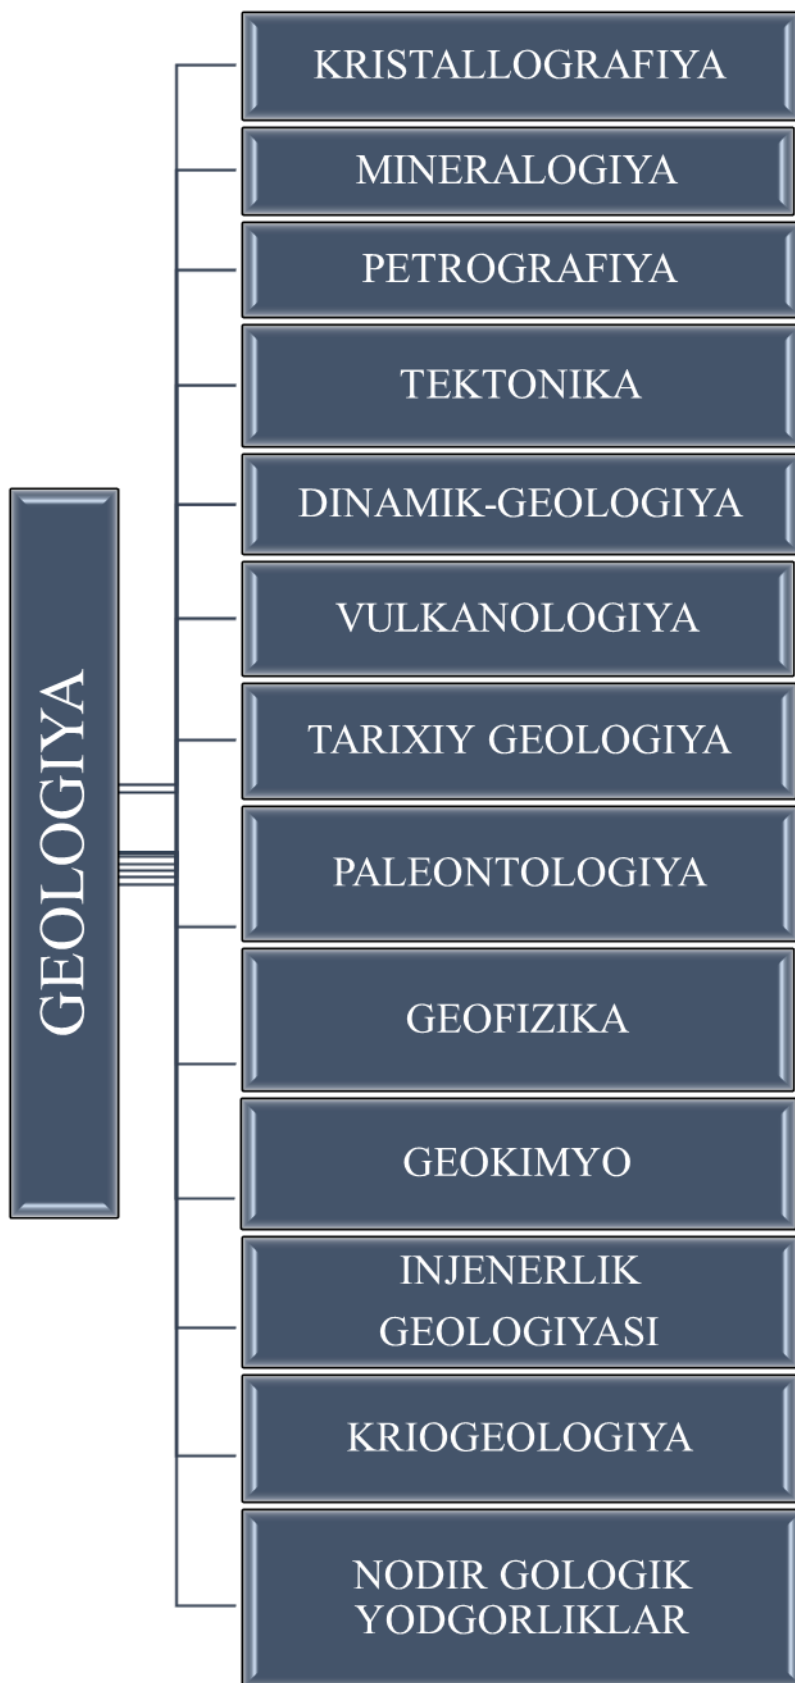 GEOLOGIYA
KRISTALLOGRAFIYA
MINERALOGIYA
PETROGRAFIYA
TEKTONIKA
DINAMIK-GEOLOGIYA
VULKANOLOGIYA
TARIXIY GEOLOGIYA
PALEONTOLOGIYA
GEOFIZIKA
GEOKIMYO
INJENERLIK
GEOLOGIYASI
KRIOGEOLOGIYA
NODIR GOLOGIK
YODGORLIKLAR